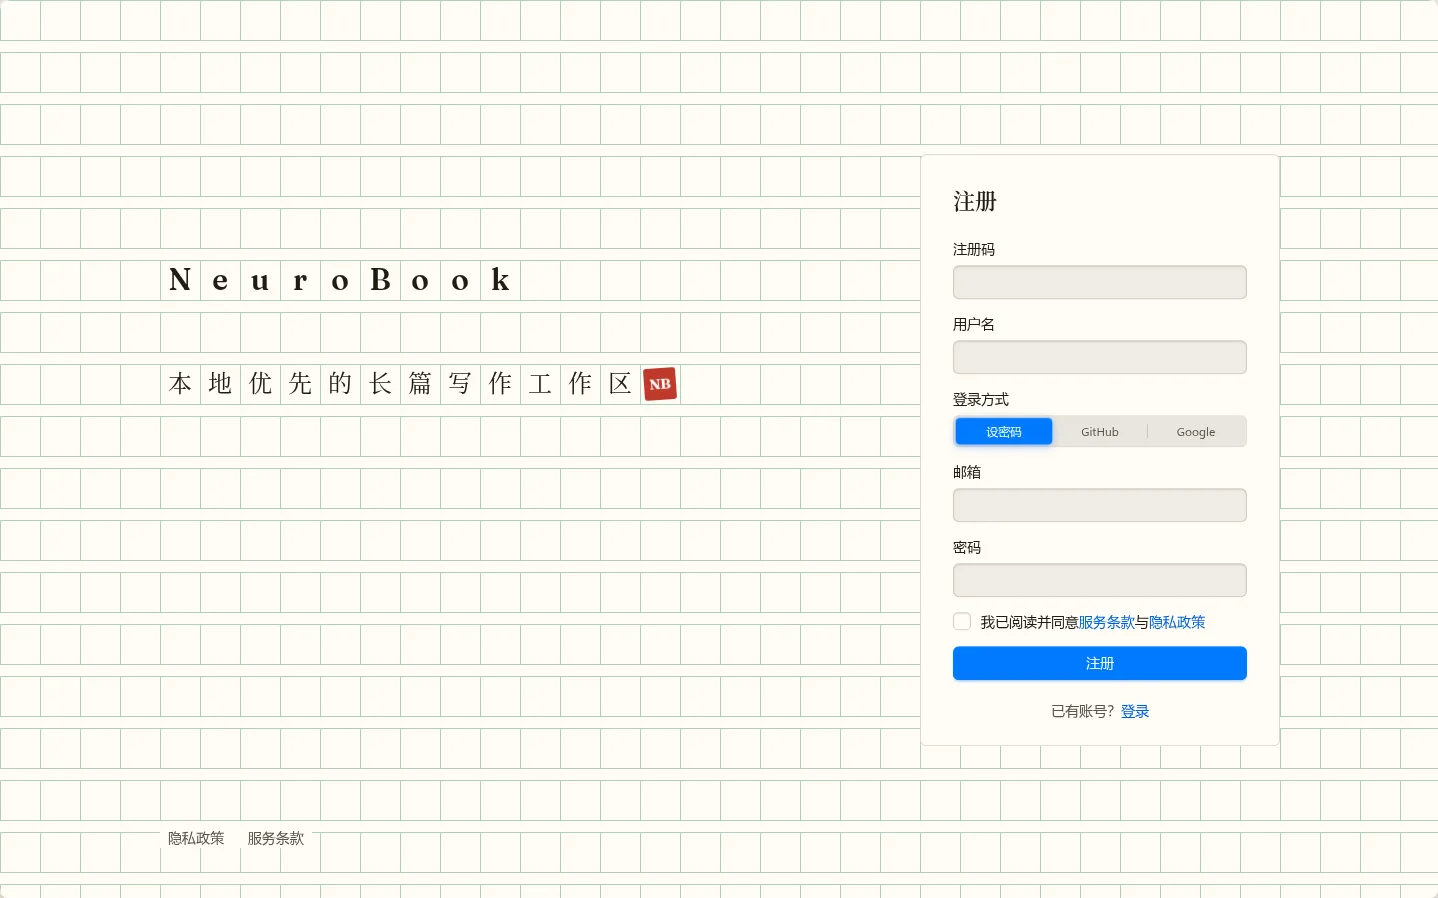 NeuroBook
本地优先的长篇写作工作区 NB
注册
注册码
用户名
登录方式
设密码 GitHub Google
邮箱
密码
我已阅读并同意服务条款与隐私政策
注册
已有账号？登录
隐私政策 服务条款